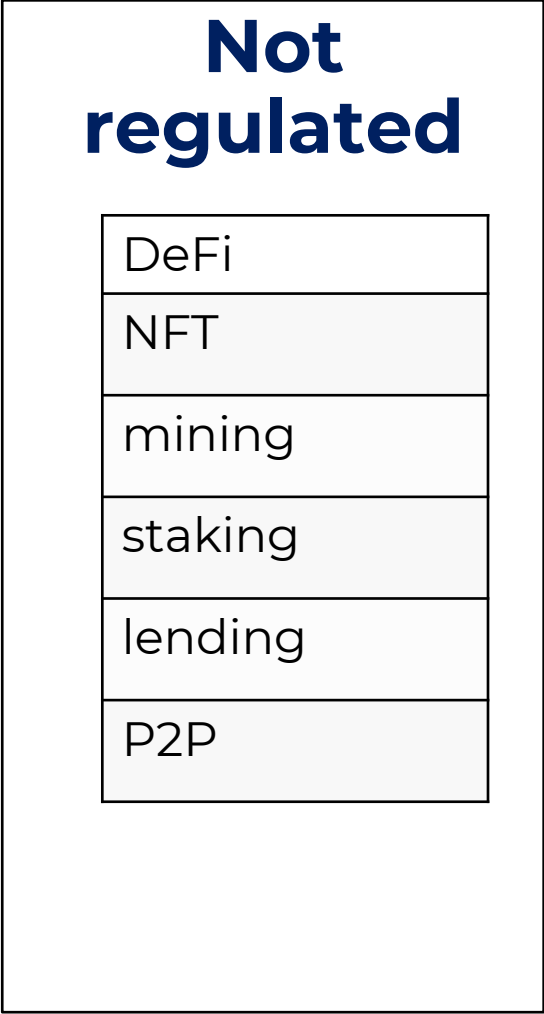 Not
regulated
DeFi
NFT
mining
staking
lending
P2P